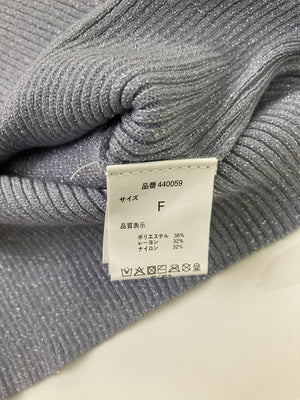 品番 440059
サイズ
F
品質表示
ポリエステル 36%
レーヨン 32%
ナイロン 32%